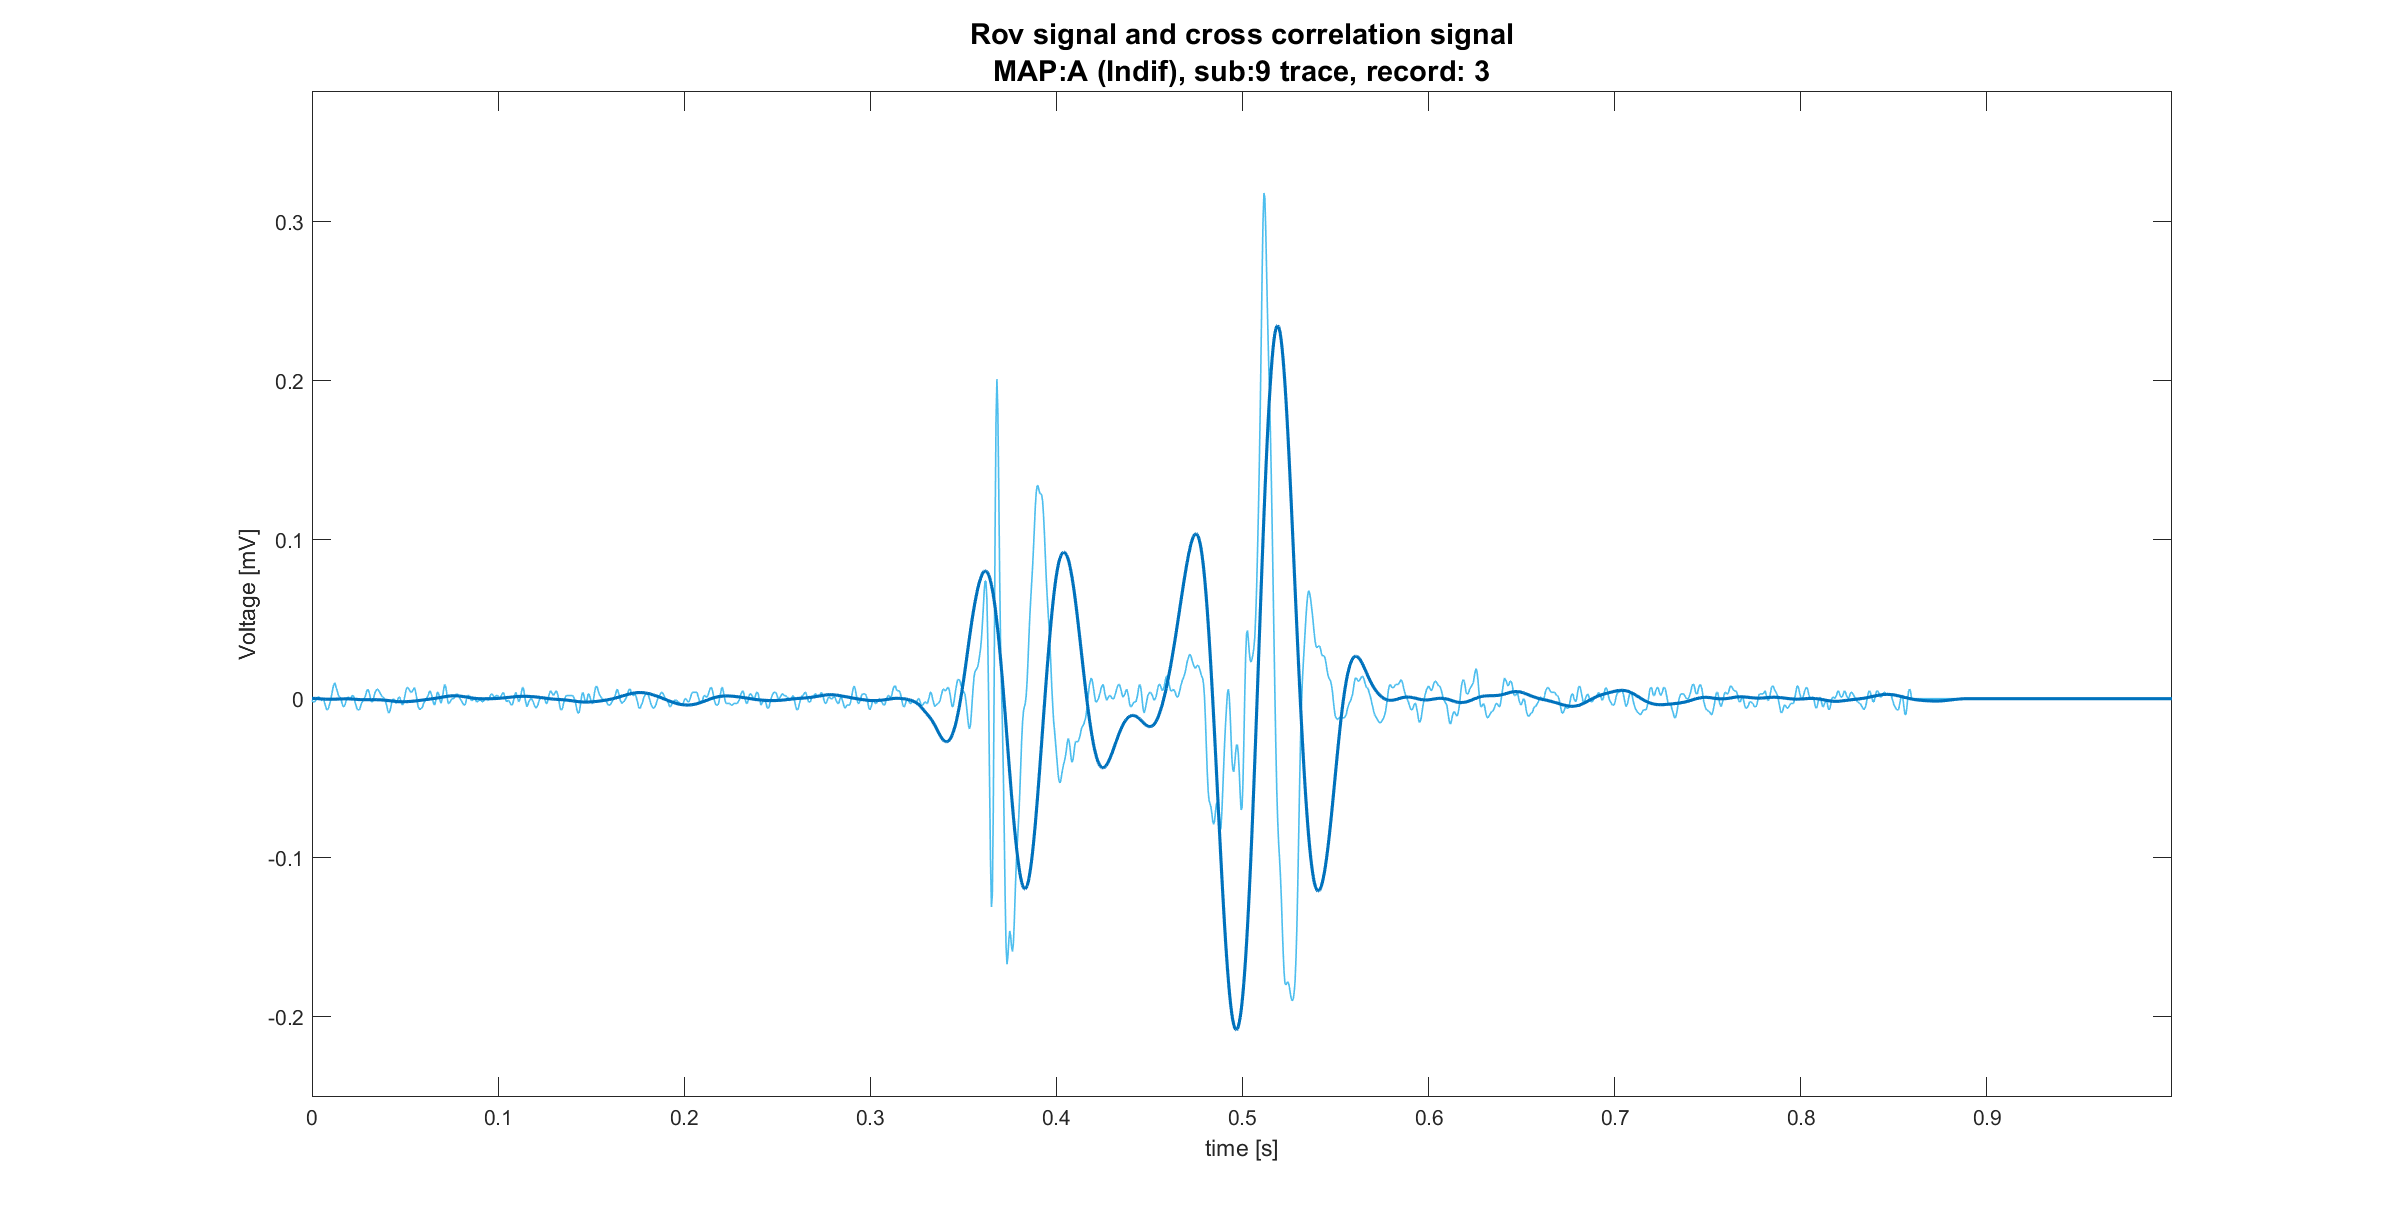 Rov signal and cross correlation signal
MAP:A (Indif), sub:9 trace, record: 3
Voltage [mV]
0.3
0.2
0.1
0
-0.1
-0.2
0 0.1 0.2 0.3 0.4 0.5 0.6 0.7 0.8 0.9
time [s]